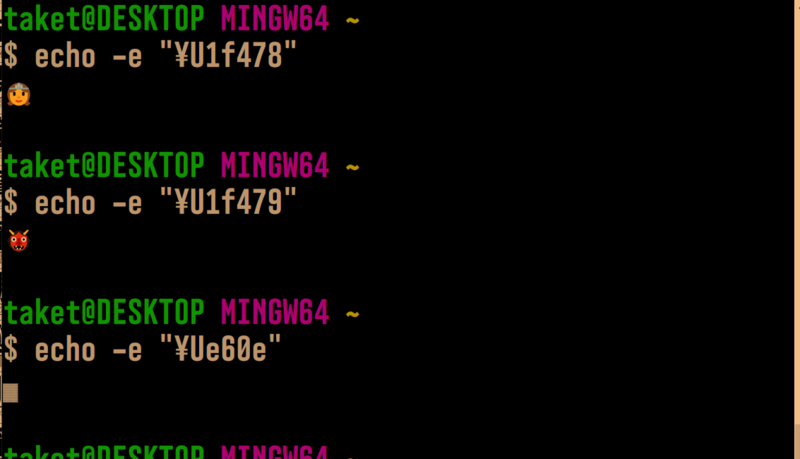 taket@DESKTOP MINGW64 ~
$ echo -e "¥U1f478"
👸
taket@DESKTOP MINGW64 ~
$ echo -e "¥U1f479"
👹
taket@DESKTOP MINGW64 ~
$ echo -e "¥Ue60e"
taket@DESKTOP MINGW64 ~